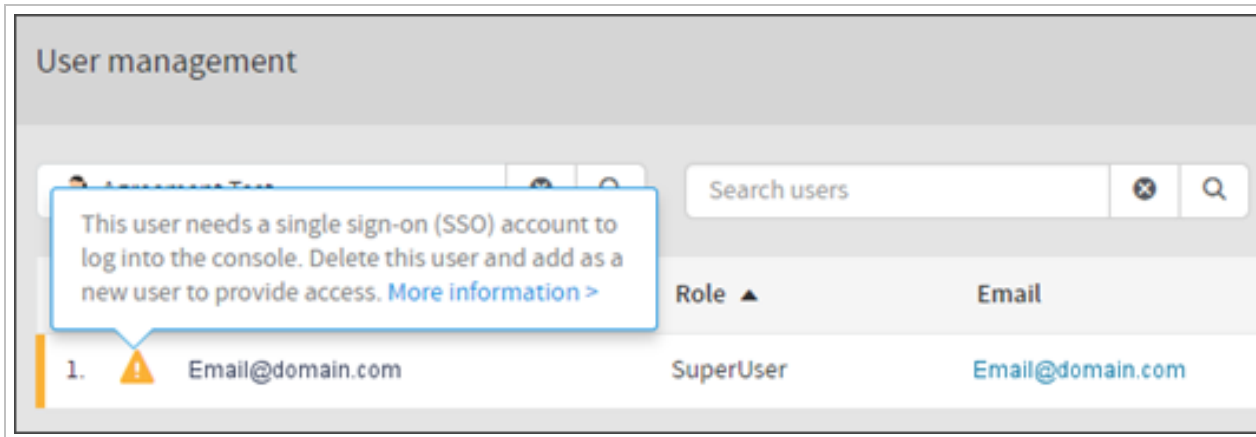 User management
Search users
This user needs a single sign-on (SSO) account to
log into the console. Delete this user and add as a
new user to provide access. More information >
Role ▲ Email
1. Email@domain.com SuperUser Email@domain.com